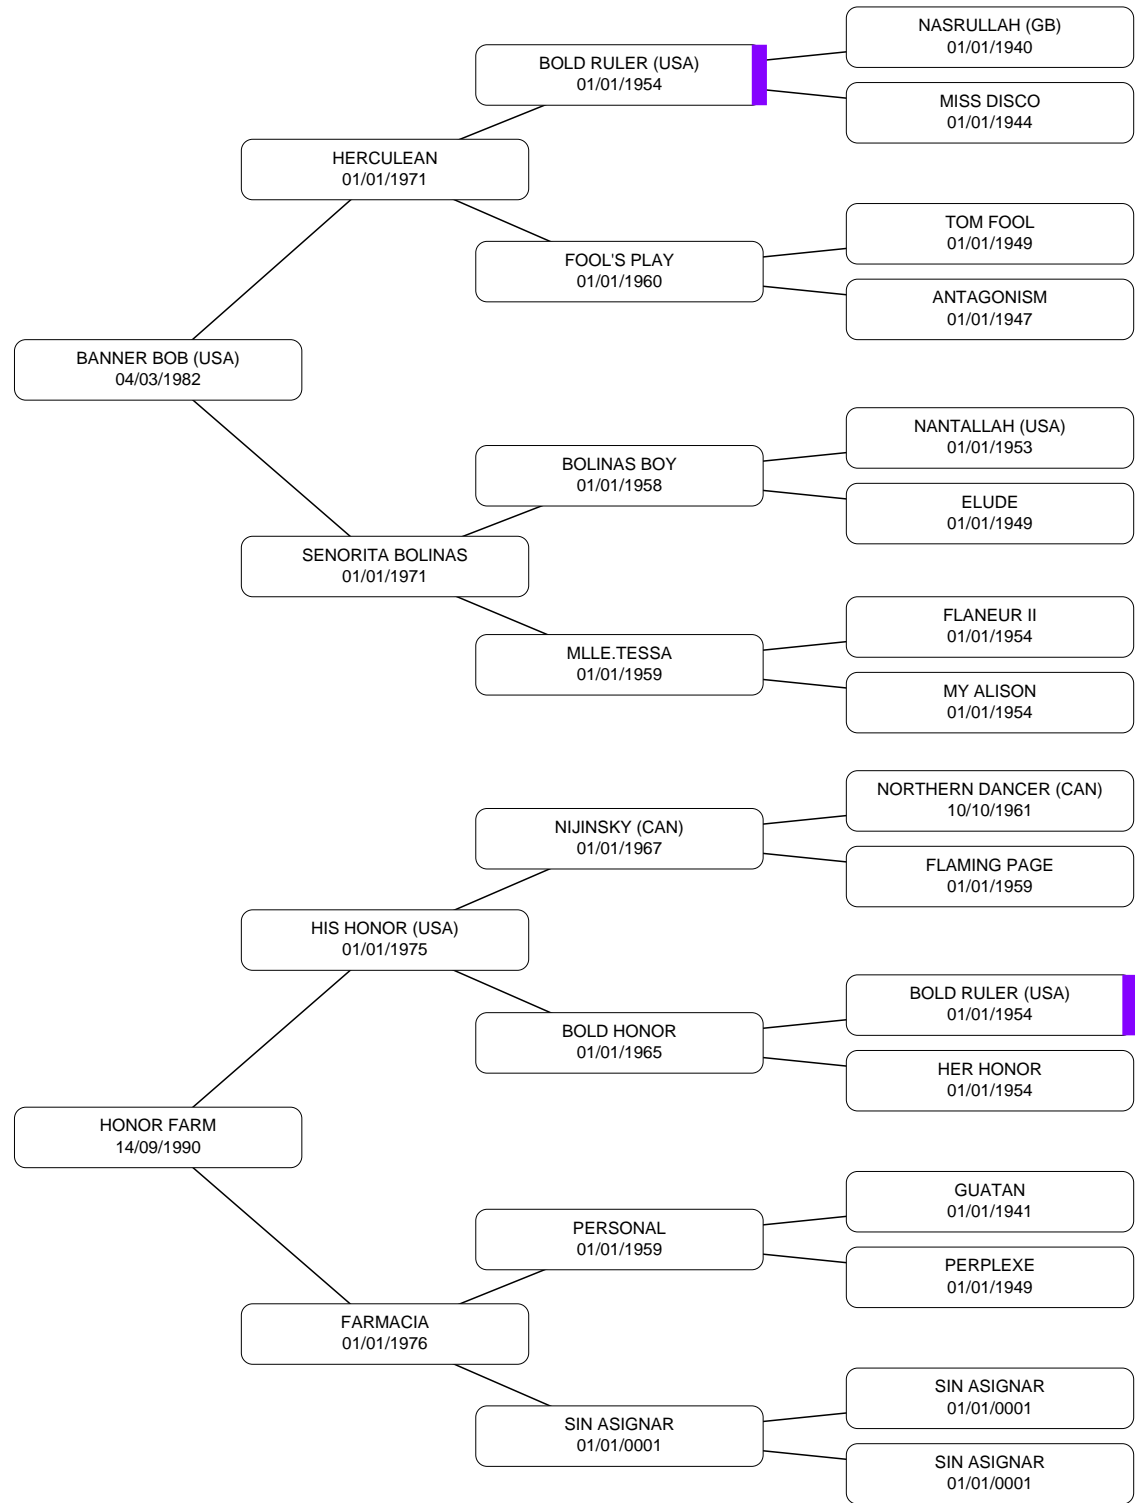 NASRULLAH (GB)
01/01/1940
BOLD RULER (USA)
01/01/1954
MISS DISCO
01/01/1944
HERCULEAN
01/01/1971
TOM FOOL
01/01/1949
FOOL'S PLAY
01/01/1960
ANTAGONISM
01/01/1947
BANNER BOB (USA)
04/03/1982
NANTALLAH (USA)
01/01/1953
BOLINAS BOY
01/01/1958
ELUDE
01/01/1949
SENORITA BOLINAS
01/01/1971
FLANEUR II
01/01/1954
MLLE.TESSA
01/01/1959
MY ALISON
01/01/1954
NORTHERN DANCER (CAN)
10/10/1961
NIJINSKY (CAN)
01/01/1967
FLAMING PAGE
01/01/1959
HIS HONOR (USA)
01/01/1975
BOLD RULER (USA)
01/01/1954
BOLD HONOR
01/01/1965
HER HONOR
01/01/1954
HONOR FARM
14/09/1990
GUATAN
01/01/1941
PERSONAL
01/01/1959
PERPLEXE
01/01/1949
FARMACIA
01/01/1976
SIN ASIGNAR
01/01/0001
SIN ASIGNAR
01/01/0001
SIN ASIGNAR
01/01/0001